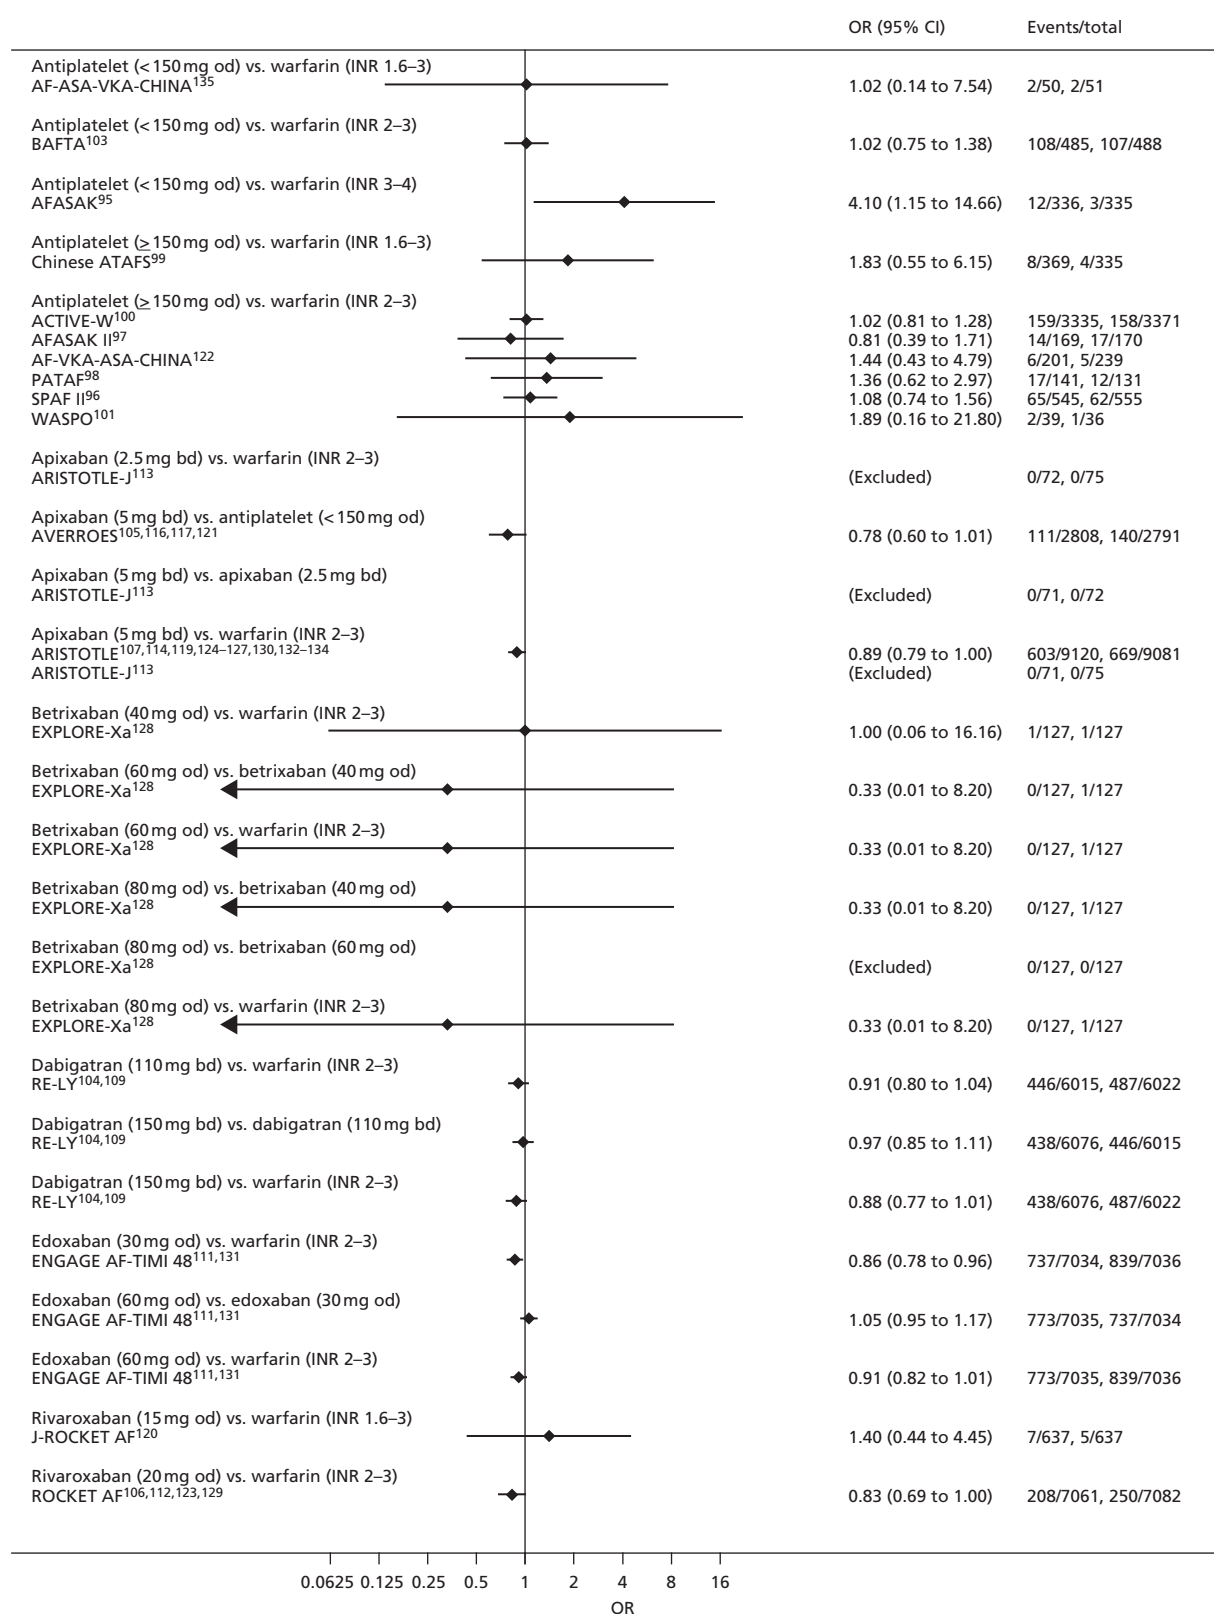 OR (95% CI) Events/total
Antiplatelet (<150 mg od) vs. warfarin (INR 1.6–3)
AF-ASA-VKA-CHINA135 1.02 (0.14 to 7.54) 2/50, 2/51
Antiplatelet (<150 mg od) vs. warfarin (INR 2–3)
BAFTA103 1.02 (0.75 to 1.38) 108/485, 107/488
Antiplatelet (<150 mg od) vs. warfarin (INR 3–4)
AFASAK95 4.10 (1.15 to 14.66) 12/336, 3/335
Antiplatelet (≥150 mg od) vs. warfarin (INR 1.6–3)
Chinese ATAFS99 1.83 (0.55 to 6.15) 8/369, 4/335
Antiplatelet (≥150 mg od) vs. warfarin (INR 2–3)
ACTIVE-W100 1.02 (0.81 to 1.28) 159/3335, 158/3371
AFASAK II97 0.81 (0.39 to 1.71) 14/169, 17/170
AF-VKA-ASA-CHINA122 1.44 (0.43 to 4.79) 6/201, 5/239
PATAF98 1.36 (0.62 to 2.97) 17/141, 12/131
SPAF II96 1.08 (0.74 to 1.56) 65/545, 62/555
WASPO101 1.89 (0.16 to 21.80) 2/39, 1/36
Apixaban (2.5 mg bd) vs. warfarin (INR 2–3)
ARISTOTLE-J113 (Excluded) 0/72, 0/75
Apixaban (5 mg bd) vs. antiplatelet (<150 mg od)
AVERROES105,116,117,121 0.78 (0.60 to 1.01) 111/2808, 140/2791
Apixaban (5 mg bd) vs. apixaban (2.5 mg bd)
ARISTOTLE-J113 (Excluded) 0/71, 0/72
Apixaban (5 mg bd) vs. warfarin (INR 2–3)
ARISTOTLE107,114,119,124–127,130,132–134 0.89 (0.79 to 1.00) 603/9120, 669/9081
ARISTOTLE-J113 (Excluded) 0/71, 0/75
Betrixaban (40 mg od) vs. warfarin (INR 2–3)
EXPLORE-Xa128 1.00 (0.06 to 16.16) 1/127, 1/127
Betrixaban (60 mg od) vs. betrixaban (40 mg od)
EXPLORE-Xa128 0.33 (0.01 to 8.20) 0/127, 1/127
Betrixaban (60 mg od) vs. warfarin (INR 2–3)
EXPLORE-Xa128 0.33 (0.01 to 8.20) 0/127, 1/127
Betrixaban (80 mg od) vs. betrixaban (40 mg od)
EXPLORE-Xa128 0.33 (0.01 to 8.20) 0/127, 1/127
Betrixaban (80 mg od) vs. betrixaban (60 mg od)
EXPLORE-Xa128 (Excluded) 0/127, 0/127
Betrixaban (80 mg od) vs. warfarin (INR 2–3)
EXPLORE-Xa128 0.33 (0.01 to 8.20) 0/127, 1/127
Dabigatran (110 mg bd) vs. warfarin (INR 2–3)
RE-LY104,109 0.91 (0.80 to 1.04) 446/6015, 487/6022
Dabigatran (150 mg bd) vs. dabigatran (110 mg bd)
RE-LY104,109 0.97 (0.85 to 1.11) 438/6076, 446/6015
Dabigatran (150 mg bd) vs. warfarin (INR 2–3)
RE-LY104,109 0.88 (0.77 to 1.01) 438/6076, 487/6022
Edoxaban (30 mg od) vs. warfarin (INR 2–3)
ENGAGE AF-TIMI 48111,131 0.86 (0.78 to 0.96) 737/7034, 839/7036
Edoxaban (60 mg od) vs. edoxaban (30 mg od)
ENGAGE AF-TIMI 48111,131 1.05 (0.95 to 1.17) 773/7035, 737/7034
Edoxaban (60 mg od) vs. warfarin (INR 2–3)
ENGAGE AF-TIMI 48111,131 0.91 (0.82 to 1.01) 773/7035, 839/7036
Rivaroxaban (15 mg od) vs. warfarin (INR 1.6–3)
J-ROCKET AF120 1.40 (0.44 to 4.45) 7/637, 5/637
Rivaroxaban (20 mg od) vs. warfarin (INR 2–3)
ROCKET AF106,112,123,129 0.83 (0.69 to 1.00) 208/7061, 250/7082
0.0625 0.125 0.25 0.5 1 2 4 8 16
OR